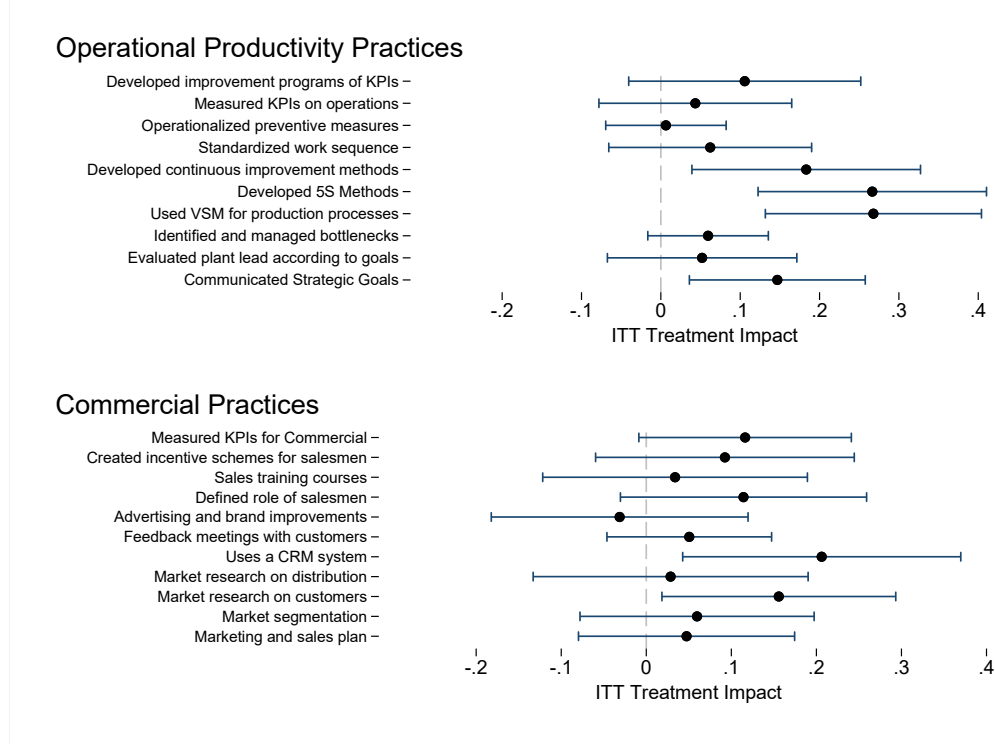 Operational Productivity Practices
Developed improvement programs of KPIs
Measured KPIs on operations
Operationalized preventive measures
Standardized work sequence
Developed continuous improvement methods
Developed 5S Methods
Used VSM for production processes
Identified and managed bottlenecks
Evaluated plant lead according to goals
Communicated Strategic Goals
-.2 -.1 0 .1 .2 .3 .4
ITT Treatment Impact
Commercial Practices
Measured KPIs for Commercial
Created incentive schemes for salesmen
Sales training courses
Defined role of salesmen
Advertising and brand improvements
Feedback meetings with customers
Uses a CRM system
Market research on distribution
Market research on customers
Market segmentation
Marketing and sales plan
-.2 -.1 0 .1 .2 .3 .4
ITT Treatment Impact